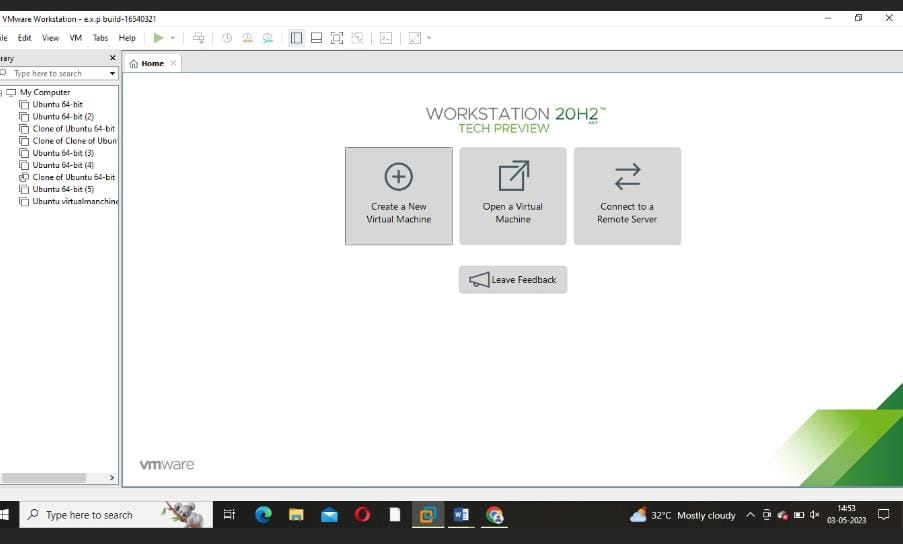 VMware Workstation - e.x.p build-16540321
ile Edit View VM Tabs Help
rary
Type here to search
Home
My Computer
Ubuntu 64-bit
Ubuntu 64-bit (2)
Clone of Ubuntu 64-bit
Clone of Clone of Ubun
Ubuntu 64-bit (3)
Ubuntu 64-bit (4)
Clone of Ubuntu 64-bit
Ubuntu 64-bit (5)
Ubuntu virtualmanchine
WORKSTATION 20H2™
JULY
TECH PREVIEW
Create a New
Virtual Machine
Open a Virtual
Machine
Connect to a
Remote Server
Leave Feedback
vmware
Type here to search
32°C Mostly cloudy
14:53
03-05-2023